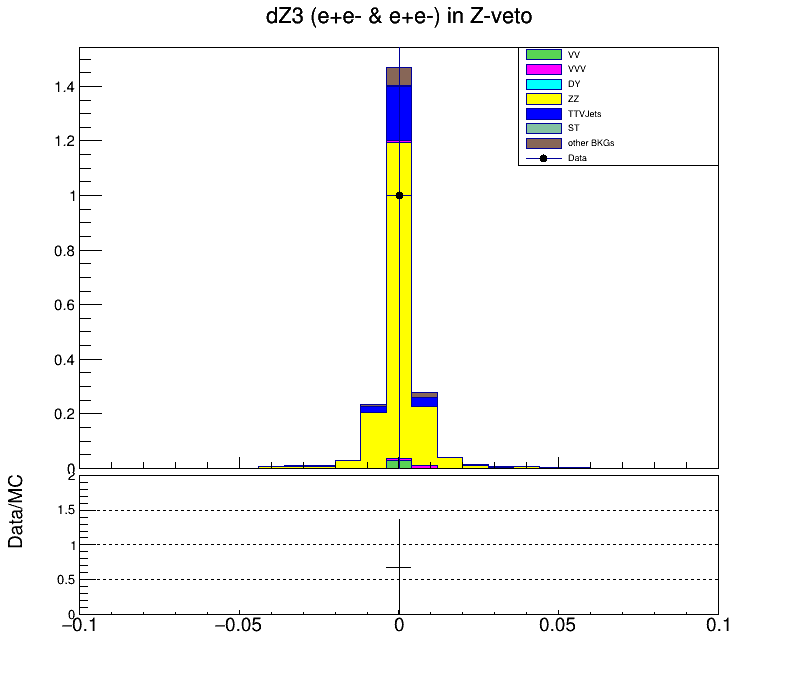 dZ3 (e+e- & e+e-) in Z-veto
VV
VVV
DY
ZZ
TTVJets
ST
other BKGs
Data
1.4
1.2
1
0.8
0.6
0.4
0.2
0
Data/MC
2
1.5
1
0.5
0
−0.1
−0.05
0
0.05
0.1